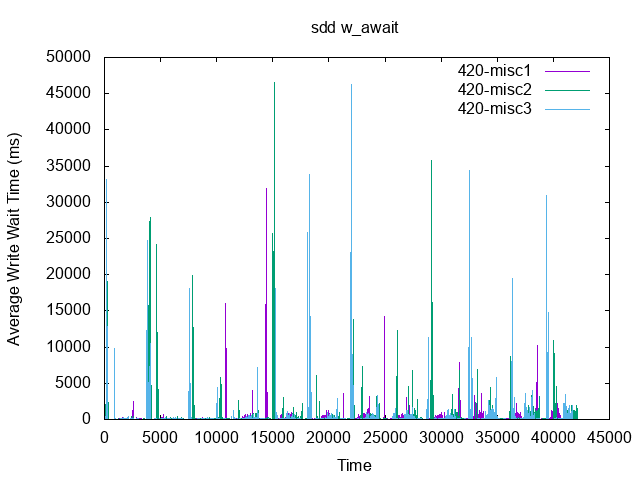 sdd w_await
50000
45000
40000
35000
30000
25000
20000
15000
10000
5000
0
Average Write Wait Time (ms)
420-misc1
420-misc2
420-misc3
0 5000 10000 15000 20000 25000 30000 35000 40000 45000
Time